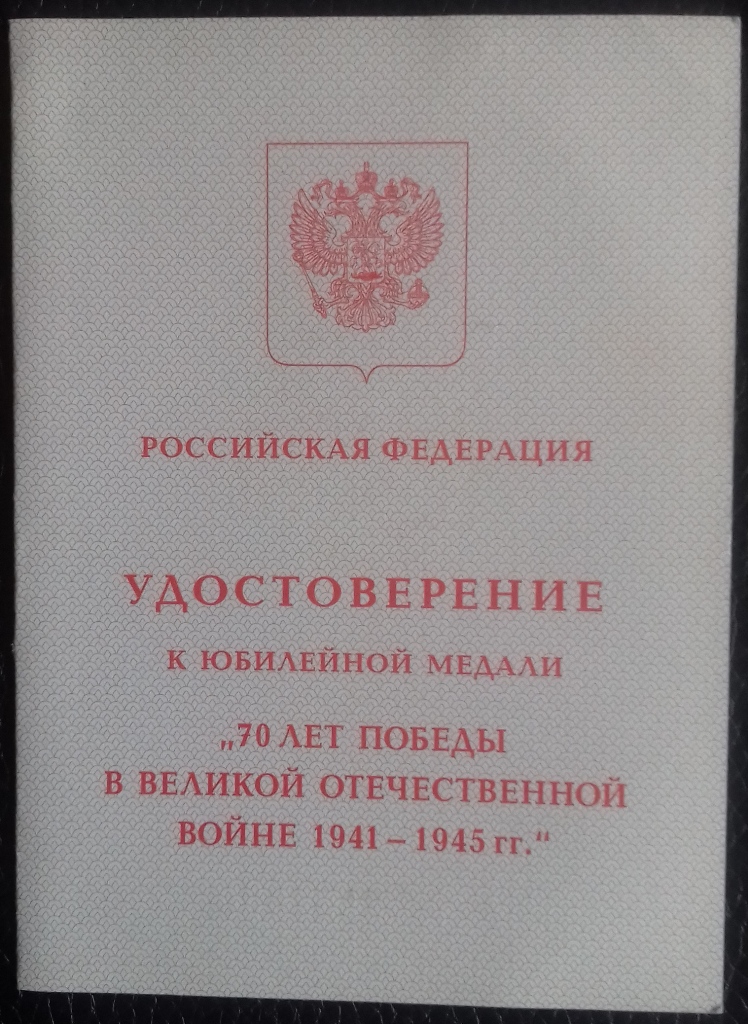 РОССИЙСКАЯ ФЕДЕРАЦИЯ
УДОСТОВЕРЕНИЕ
К ЮБИЛЕЙНОЙ МЕДАЛИ
„70 ЛЕТ ПОБЕДЫ
В ВЕЛИКОЙ ОТЕЧЕСТВЕННОЙ
ВОЙНЕ 1941 – 1945 гг.“